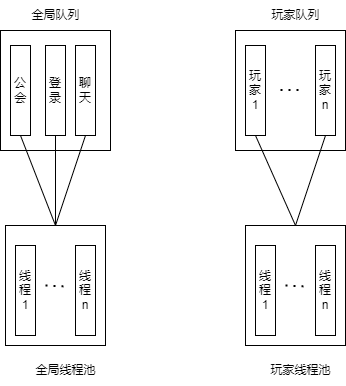 全局队列
玩家队列
公会
登录
聊天
玩家1
...
玩家n
线程1
...
线程n
线程1
...
线程n
全局线程池
玩家线程池